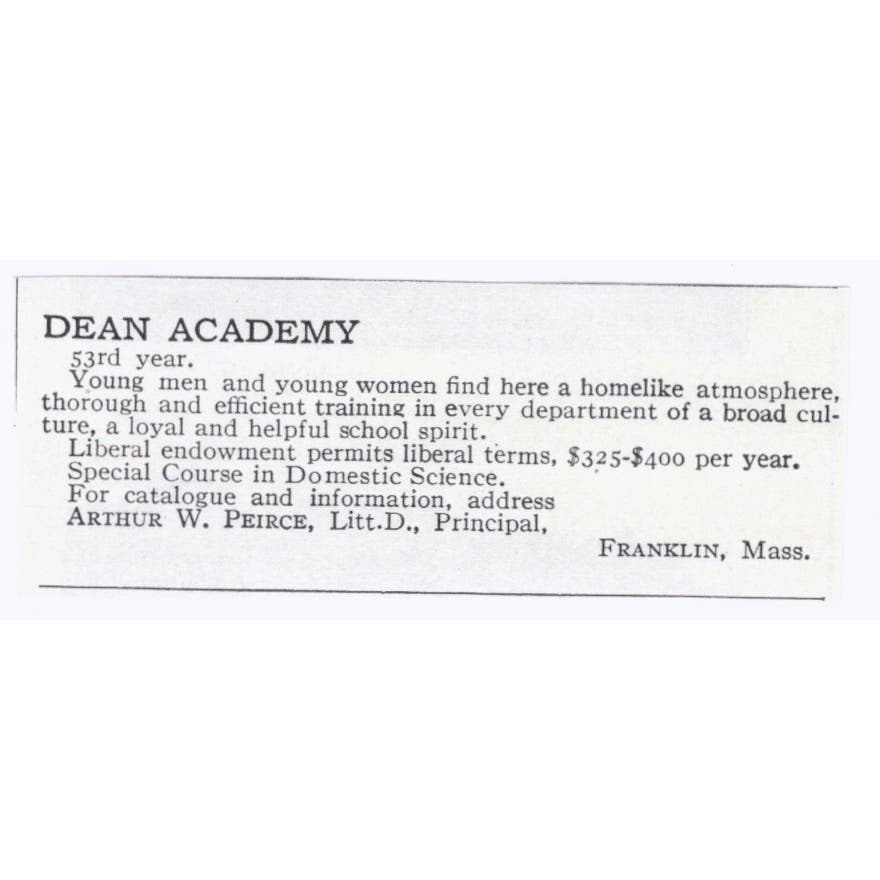 DEAN ACADEMY
53rd year.
Young men and young women find here a homelike atmosphere,
thorough and efficient training in every department of a broad cul-
ture, a loyal and helpful school spirit.
Liberal endowment permits liberal terms, $325-$400 per year.
Special Course in Domestic Science.
For catalogue and information, address
ARTHUR W. PEIRCE, Litt.D., Principal,
FRANKLIN, Mass.